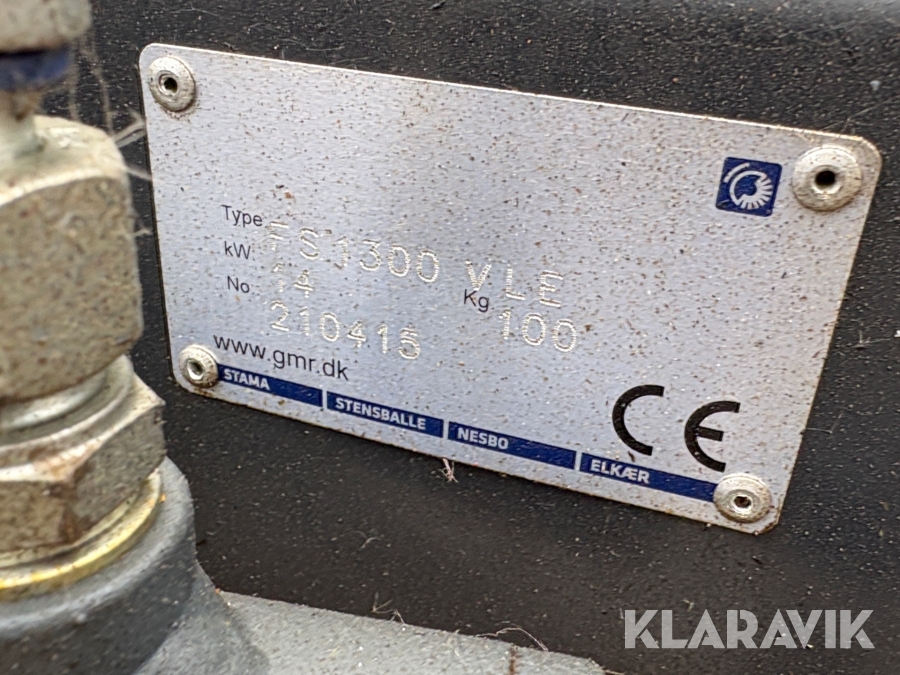 Type FS1300 VLE
kW 14 Kg 100
No 210415
www.gmr.dk
STAMA STENSBALLE NESBO ELKÆR
CE
KLARAVIK